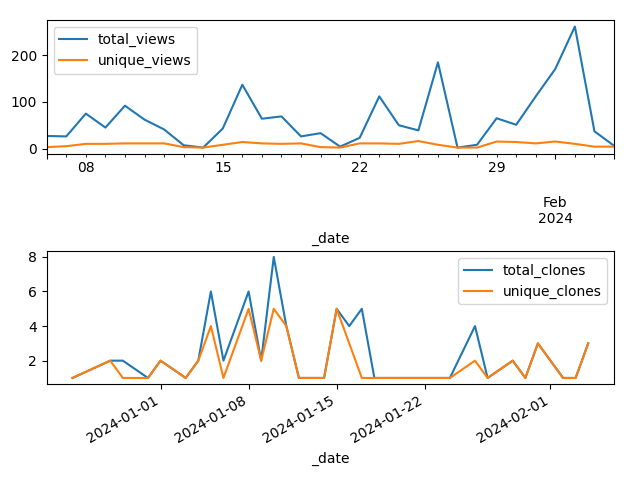 total_views
unique_views
200
100
0
08 15 22 29
Feb
2024
_date
total_clones
unique_clones
8
6
4
2
2024-01-01 2024-01-08 2024-01-15 2024-01-22 2024-02-01
_date